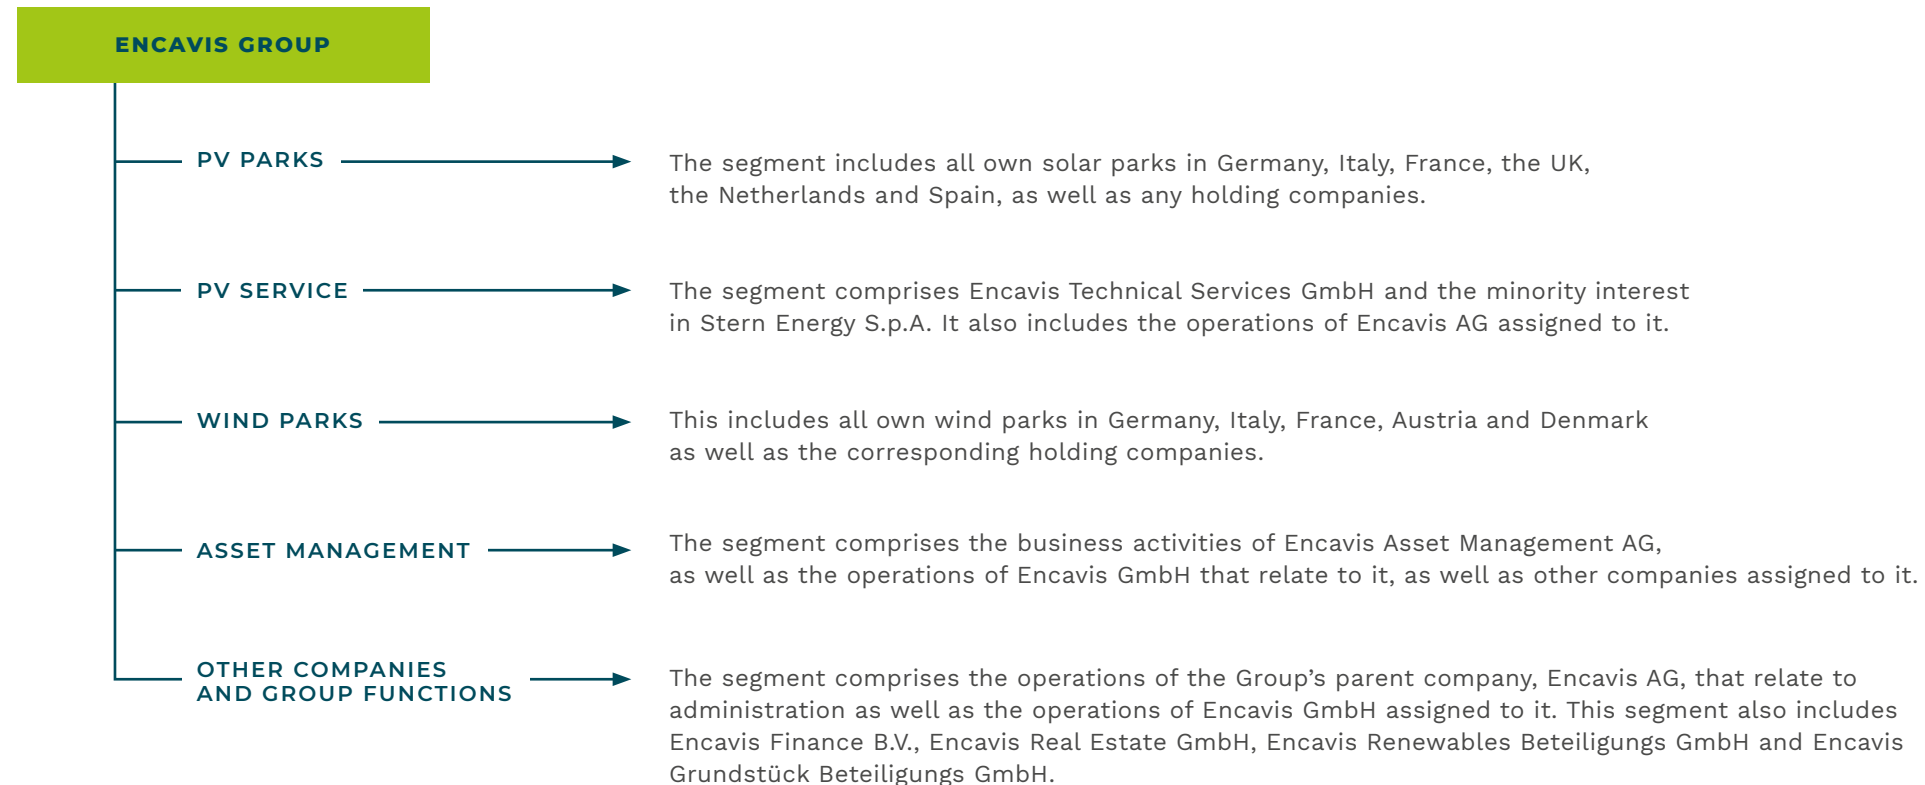 ENCAVIS GROUP
PV PARKS
The segment includes all own solar parks in Germany, Italy, France, the UK,
the Netherlands and Spain, as well as any holding companies.
PV SERVICE
The segment comprises Encavis Technical Services GmbH and the minority interest
in Stern Energy S.p.A. It also includes the operations of Encavis AG assigned to it.
WIND PARKS
This includes all own wind parks in Germany, Italy, France, Austria and Denmark
as well as the corresponding holding companies.
ASSET MANAGEMENT
The segment comprises the business activities of Encavis Asset Management AG,
as well as the operations of Encavis GmbH that relate to it, as well as other companies assigned to it.
OTHER COMPANIES
AND GROUP FUNCTIONS
The segment comprises the operations of the Group’s parent company, Encavis AG, that relate to
administration as well as the operations of Encavis GmbH assigned to it. This segment also includes
Encavis Finance B.V., Encavis Real Estate GmbH, Encavis Renewables Beteiligungs GmbH and Encavis
Grundstück Beteiligungs GmbH.